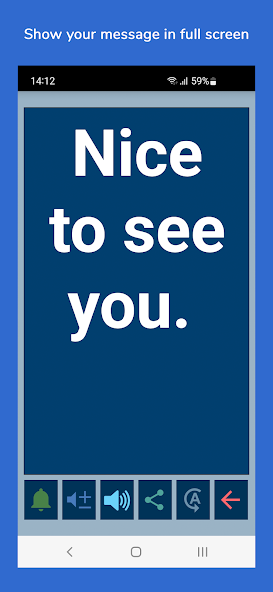 Show your message in full screen
14:12 59%
Nice
to see
you.
A